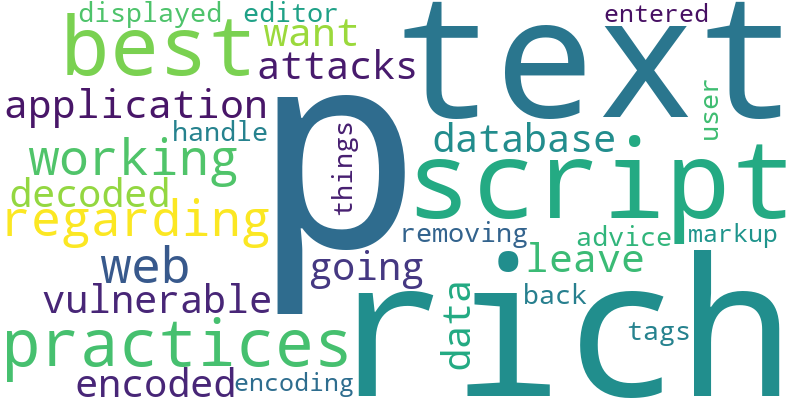 displayed
editor
entered
best
want
text
attacks
application
p
handle
things
database
user
working
script
decoded
regarding
removing
advice
markup
web
going
leave
vulnerable
rich
data
back
practices
tags
encoded
encoding